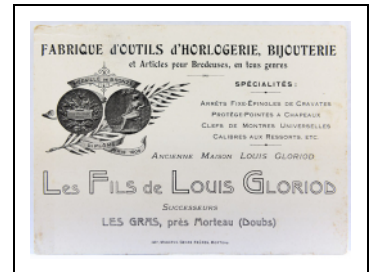 FABRIQUE d'OUTILS d'HORLOGERIE, BIJOUTERIE
et Articles pour Brodeuses, en tous genres
SPÉCIALITÉS :
ARRÊTS FIXE-ÉPINGLES DE CRAVATES
PROTÈGE-POINTES A CHAPEAUX
CLEFS DE MONTRES UNIVERSELLES
CALIBRES AUX RESSORTS, ETC.
ANCIENNE MAISON LOUIS GLORIOD
LES FILS de LOUIS GLORIOD
SUCCESSEURS
LES GRAS, près Morteau (Doubs)